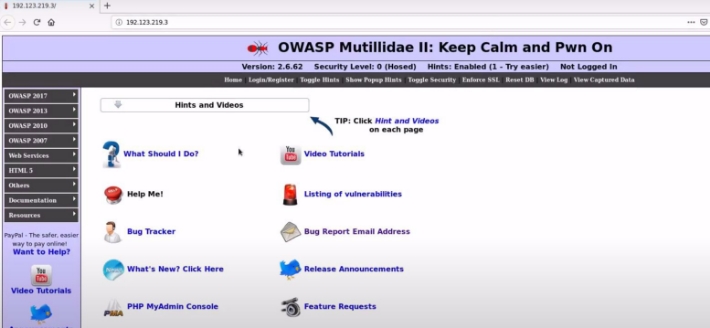 192.123.219.3/
192.123.219.3
OWASP Mutillidae II: Keep Calm and Pwn On
Version: 2.6.62 Security Level: 0 (Hosed) Hints: Enabled (1 - Try easier) Not Logged In
Home Login/Register Toggle Hints Show Popup Hints Toggle Security Enforce SSL Reset DB View Log View Captured Data
OWASP 2017
OWASP 2013
OWASP 2010
OWASP 2007
Web Services
HTML 5
Others
Documentation
Resources
PayPal - The safer, easier
way to pay online!
Want to Help?
You
Tube
Video Tutorials
Hints and Videos
TIP: Click Hint and Videos
on each page
What Should I Do?
You
Tube
Video Tutorials
Help Me!
Listing of vulnerabilities
Bug Tracker
Bug Report Email Address
What's New? Click Here
Release Announcements
PMA
PHP MyAdmin Console
Feature Requests